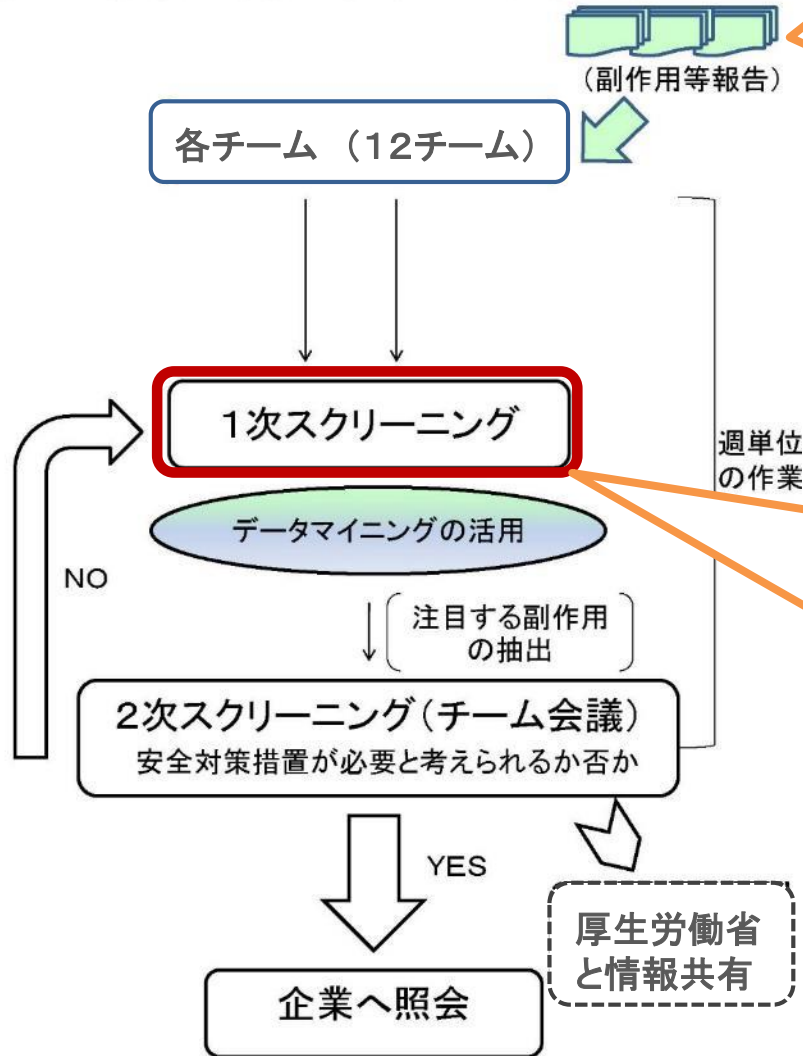 (副作用等報告)
各チーム (12チーム)
1次スクリーニング
週単位
の作業
データマイニングの活用
NO
注目する副作用
の抽出
2次スクリーニング(チーム会議)
安全対策措置が必要と考えられるか否か
YES
厚生労働省
と情報共有
企業へ照会